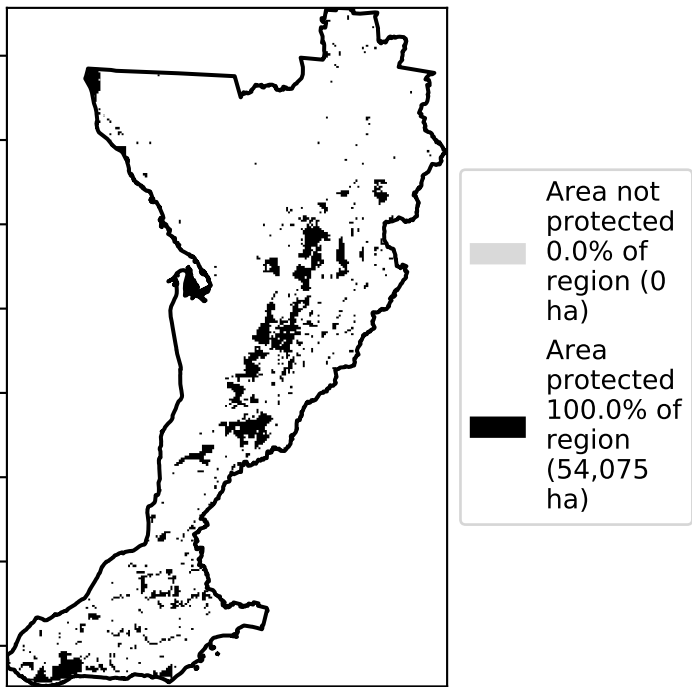 Area not
protected
0.0% of
region (0
ha)
Area
protected
100.0% of
region
(54,075
ha)